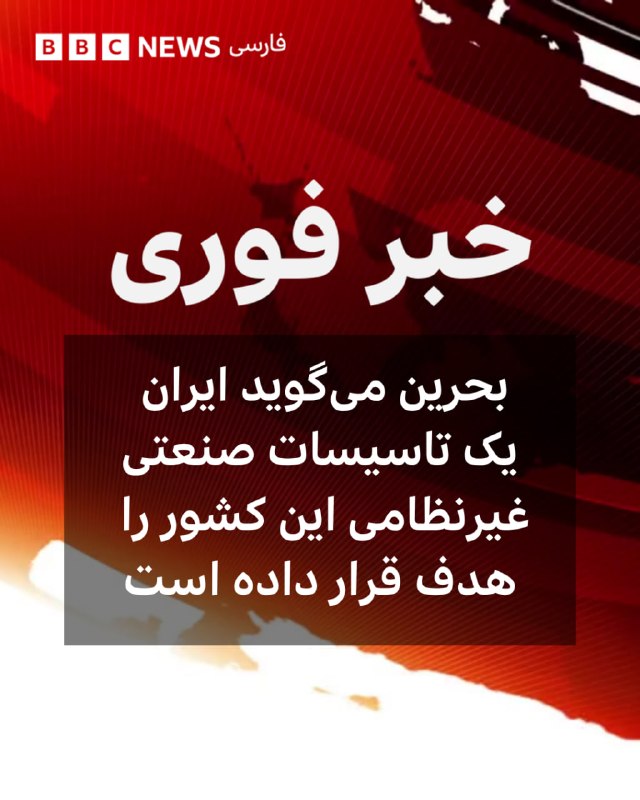 BBC NEWS فارسی
خبر فوری
بحرین می‌گوید ایران
یک تاسیسات صنعتی
غیرنظامی این کشور را
هدف قرار داده است